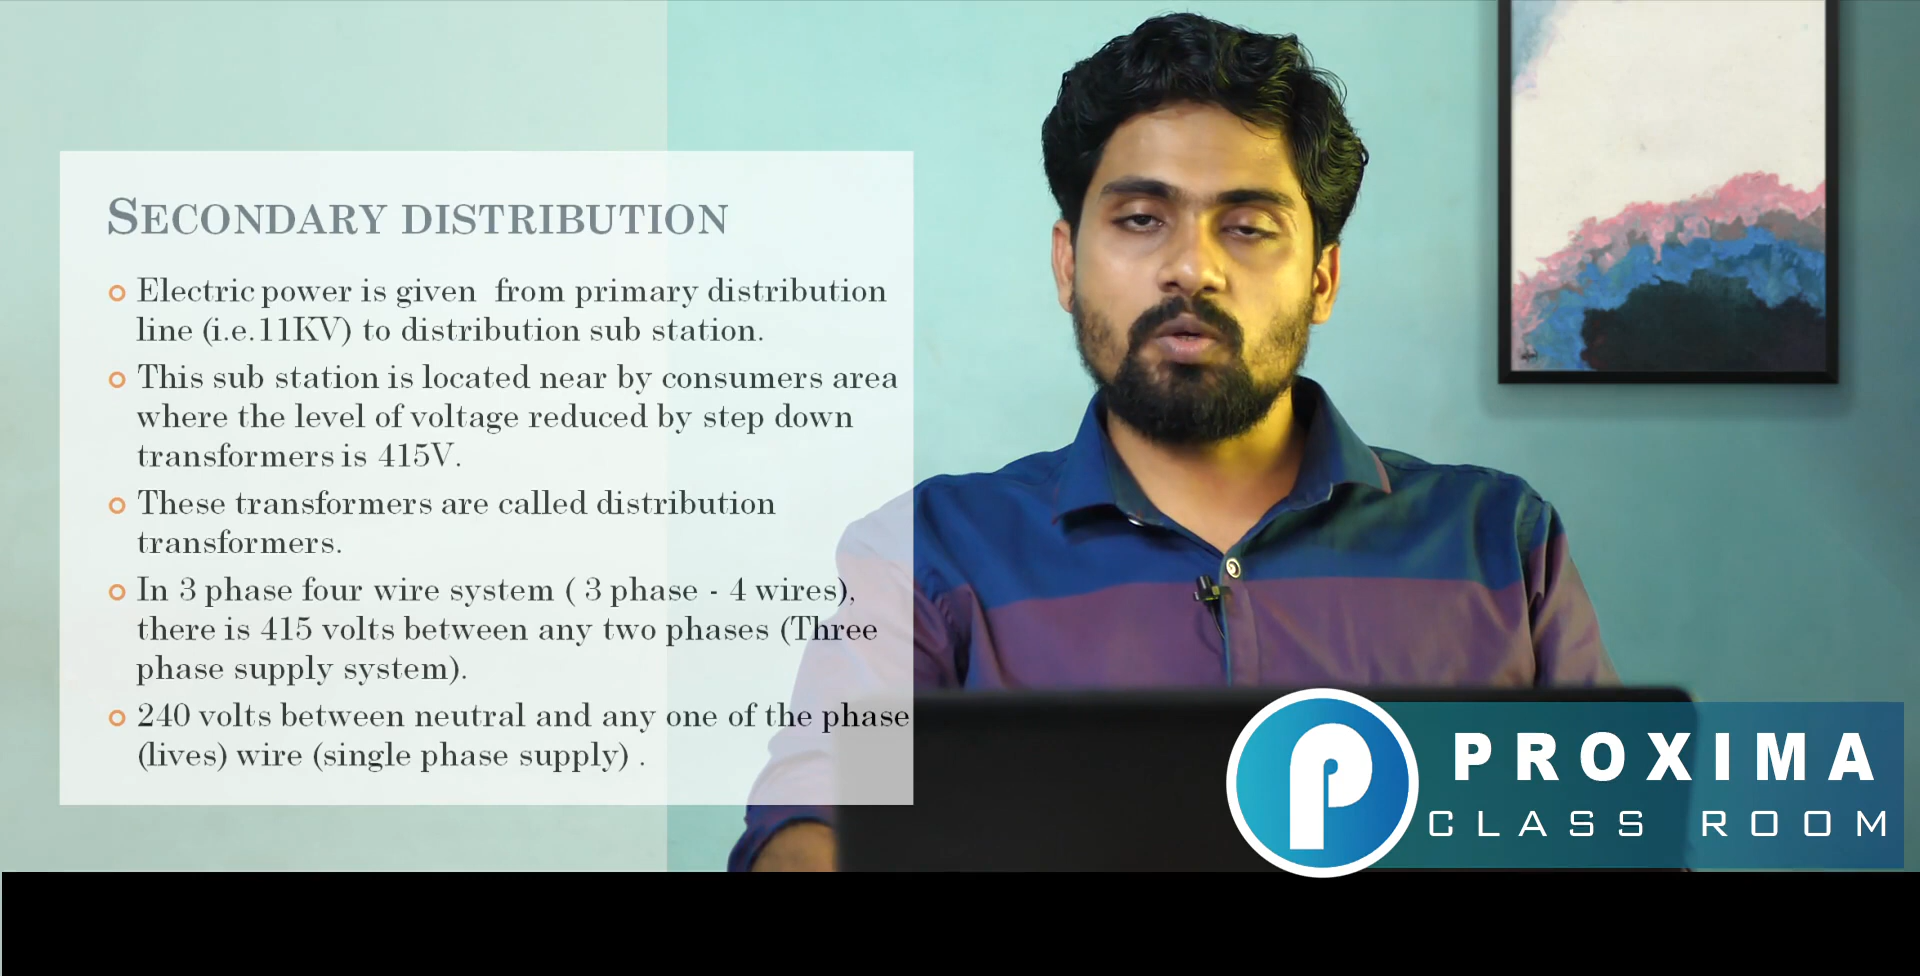 SECONDARY DISTRIBUTION
Electric power is given from primary distribution
line (i.e.11KV) to distribution sub station.
This sub station is located near by consumers area
where the level of voltage reduced by step down
transformers is 415V.
These transformers are called distribution
transformers.
In 3 phase four wire system ( 3 phase - 4 wires),
there is 415 volts between any two phases (Three
phase supply system).
240 volts between neutral and any one of the phase
(lives) wire (single phase supply) .
P
PROXIMA
CLASS ROOM